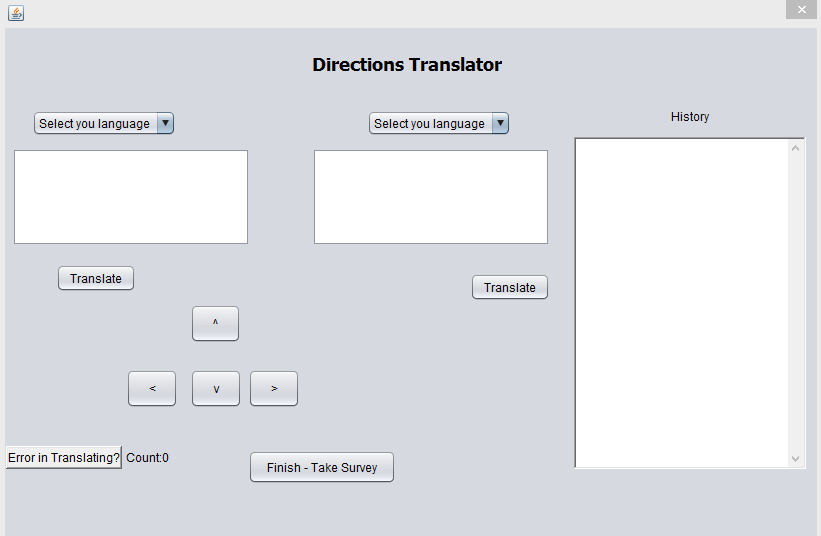 Directions Translator
Select you language
Select you language
History
Translate
Translate
^
<
v
>
Error in Translating?
Count:0
Finish - Take Survey